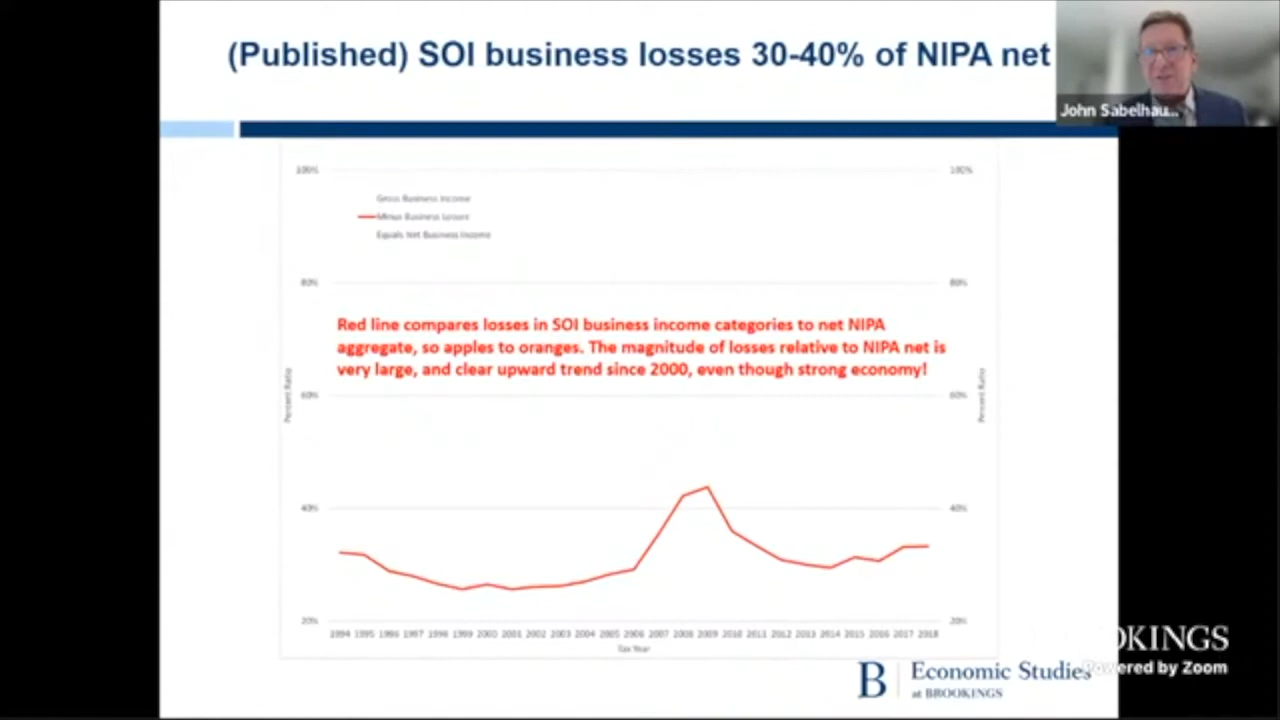 (Published) SOI business losses 30-40% of NIPA net
John Sabelhau...
100%
100%
Gross Business Income
Minus Business Losses
Equals Net Business Income
80%
80%
Red line compares losses in SOI business income categories to net NIPA
aggregate, so apples to oranges. The magnitude of losses relative to NIPA net is
very large, and clear upward trend since 2000, even though strong economy!
Percent Ratio
Percent Ratio
60%
60%
40%
40%
20%
20%
1994 1995 1996 1997 1998 1999 2000 2001 2002 2003 2004 2005 2006 2007 2008 2009 2010 2011 2012 2013 2014 2015 2016 2017 2018
Tax Year
OKINGS
Powered by Zoom
B Economic Studies
at BROOKINGS